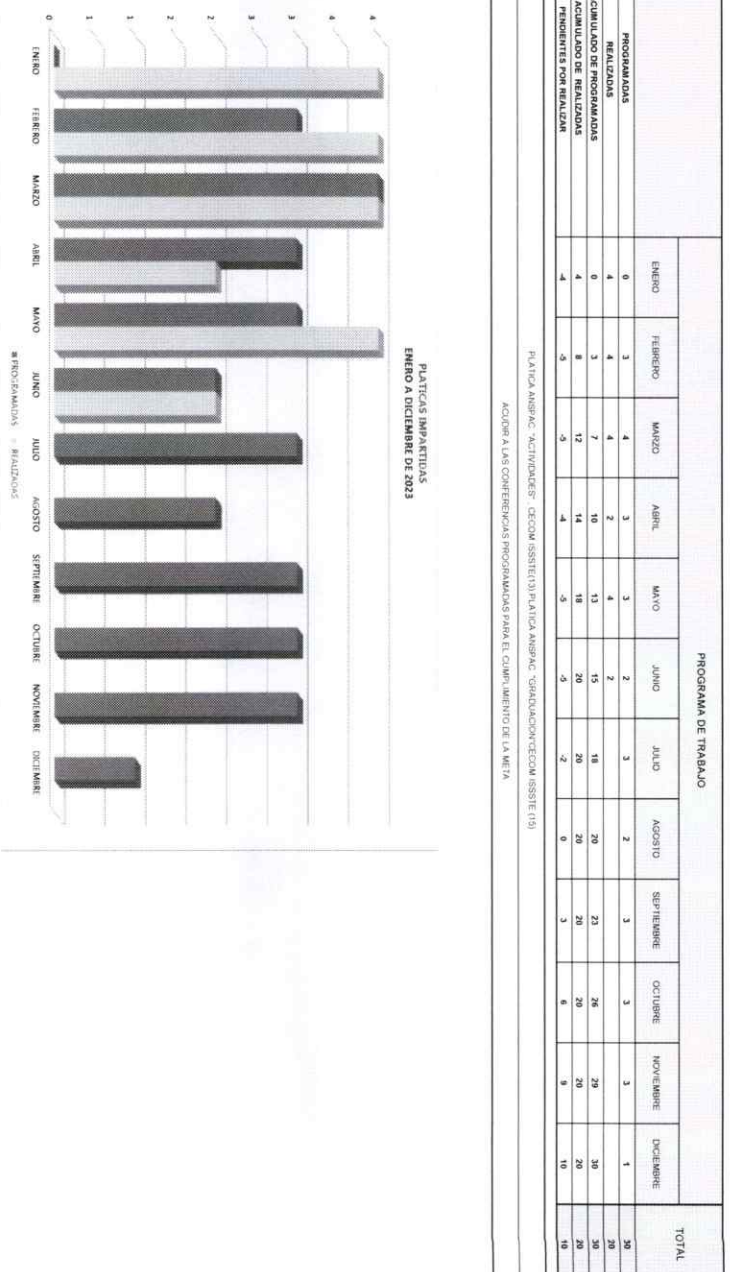 PROGRAMA DE TRABAJO
TOTAL
ENERO FEBRERO MARZO ABRIL MAYO JUNIO JULIO AGOSTO SEPTIEMBRE OCTUBRE NOVIEMBRE DICIEMBRE
PROGRAMADAS 0 3 4 3 3 2 3 2 3 3 3 1 30
REALIZADAS 4 4 4 2 4 2 20
CUMULADO DE PROGRAMADAS 0 3 7 10 13 15 18 20 23 26 29 30 30
ACUMULADO DE REALIZADAS 4 8 12 14 18 20 20 20 20 20 20 20 20
PENDIENTES POR REALIZAR -4 -5 -5 -4 -5 -5 -2 0 3 6 9 10 10
PLATICA ANSPAC "ACTIVIDADES" . CECOM ISSSTE(13) PLATICA ANSPAC "GRADUACION"CECOM ISSSTE (15)
ACUDIR A LAS CONFERENCIAS PROGRAMADAS PARA EL CUMPLIMIENTO DE LA META
PLATICAS IMPARTIDAS
ENERO A DICIEMBRE DE 2023
4
4
3
3
2
2
1
1
0
ENERO FEBRERO MARZO ABRIL MAYO JUNIO JULIO AGOSTO SEPTIEMBRE OCTUBRE NOVIEMBRE DICIEMBRE
PROGRAMADAS REALIZADAS